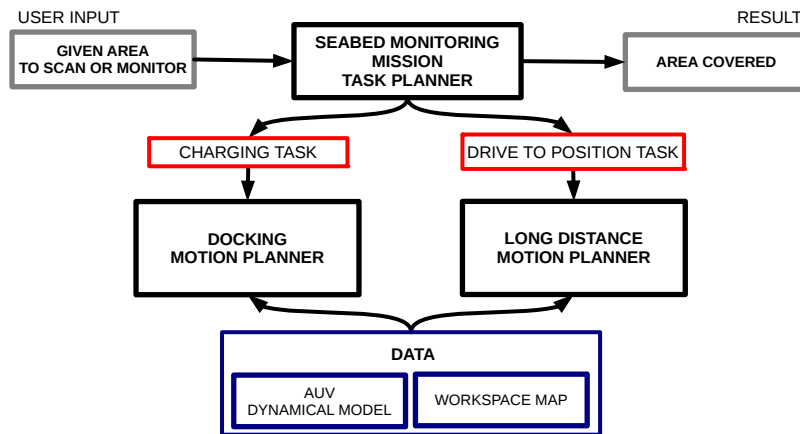 USER INPUT
RESULT
GIVEN AREA
TO SCAN OR MONITOR
SEABED MONITORING
MISSION
TASK PLANNER
AREA COVERED
CHARGING TASK
DRIVE TO POSITION TASK
DOCKING
MOTION PLANNER
LONG DISTANCE
MOTION PLANNER
DATA
AUV
DYNAMICAL MODEL
WORKSPACE MAP